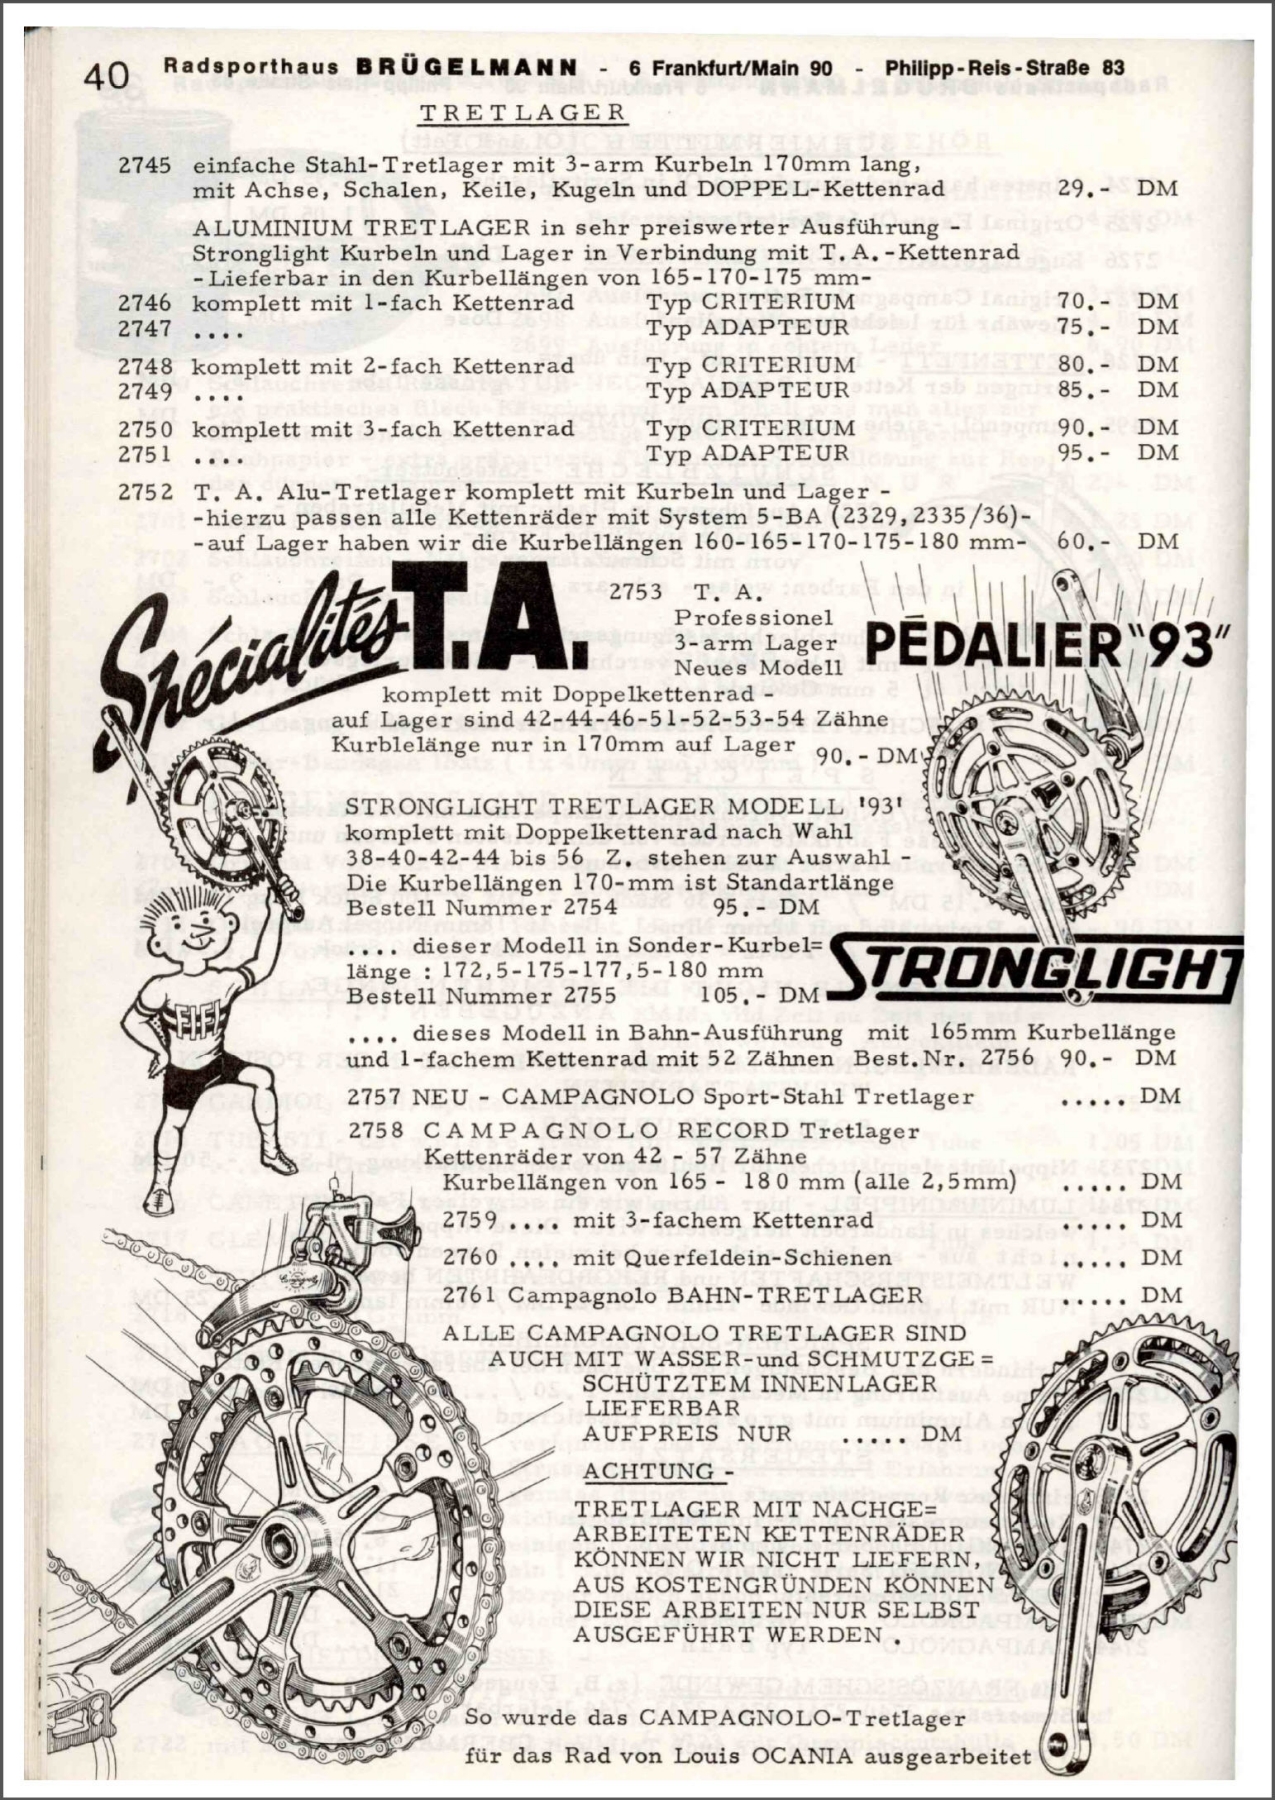 40 Radsporthaus BRÜGELMANN - 6 Frankfurt/Main 90 - Philipp-Reis-Straße 83
TRETLAGER
2745 einfache Stahl-Tretlager mit 3-arm Kurbeln 170mm lang,
mit Achse, Schalen, Keile, Kugeln und DOPPEL-Kettenrad 29.- DM
ALUMINIUM TRETLAGER in sehr preiswerter Ausführung -
Stronglight Kurbeln und Lager in Verbindung mit T.A.-Kettenrad
-Lieferbar in den Kurbellängen von 165-170-175 mm-
2746 komplett mit 1-fach Kettenrad Typ CRITERIUM 70.- DM
2747 .... Typ ADAPTEUR 75.- DM
2748 komplett mit 2-fach Kettenrad Typ CRITERIUM 80.- DM
2749 .... Typ ADAPTEUR 85.- DM
2750 komplett mit 3-fach Kettenrad Typ CRITERIUM 90.- DM
2751 .... Typ ADAPTEUR 95.- DM
2752 T. A. Alu-Tretlager komplett mit Kurbeln und Lager -
-hierzu passen alle Kettenräder mit System 5-BA (2329,2335/36)-
-auf Lager haben wir die Kurbellängen 160-165-170-175-180 mm- 60.- DM
Spécialités T.A.
2753 T. A.
Professionel
3-arm Lager
Neues Modell
PÉDALIER "93"
komplett mit Doppelkettenrad -
auf Lager sind 42-44-46-51-52-53-54 Zähne
Kurblelänge nur in 170mm auf Lager 90.- DM
STRONGLIGHT TRETLAGER MODELL '93'
komplett mit Doppelkettenrad nach Wahl
38-40-42-44 bis 56 Z. stehen zur Auswahl -
Die Kurbellängen 170-mm ist Standartlänge
Bestell Nummer 2754 95.- DM
.... dieser Modell in Sonder-Kurbel=
länge : 172,5-175-177,5-180 mm
Bestell Nummer 2755 105.- DM
STRONGLIGHT
FIFI
.... dieses Modell in Bahn-Ausführung mit 165mm Kurbellänge
und 1-fachem Kettenrad mit 52 Zähnen Best.Nr. 2756 90.- DM
2757 NEU - CAMPAGNOLO Sport-Stahl Tretlager .... DM
2758 CAMPAGNOLO RECORD Tretlager
Kettenräder von 42 - 57 Zähne
Kurbellängen von 165 - 180 mm (alle 2,5mm) ..... DM
2759 .... mit 3-fachem Kettenrad ..... DM
2760 .... mit Querfeldein-Schienen ..... DM
2761 Campagnolo BAHN-TRETLAGER ..... DM
ALLE CAMPAGNOLO TRETLAGER SIND
AUCH MIT WASSER-und SCHMUTZGE=
SCHÜTZTEM INNENLAGER
LIEFERBAR
AUFPREIS NUR ..... DM
ACHTUNG -
TRETLAGER MIT NACHGE=
ARBEITETEN KETTENRÄDER
KÖNNEN WIR NICHT LIEFERN,
AUS KOSTENGRÜNDEN KÖNNEN
DIESE ARBEITEN NUR SELBST
AUSGEFÜHRT WERDEN .
So wurde das CAMPAGNOLO-Tretlager
für das Rad von Louis OCANIA ausgearbeitet